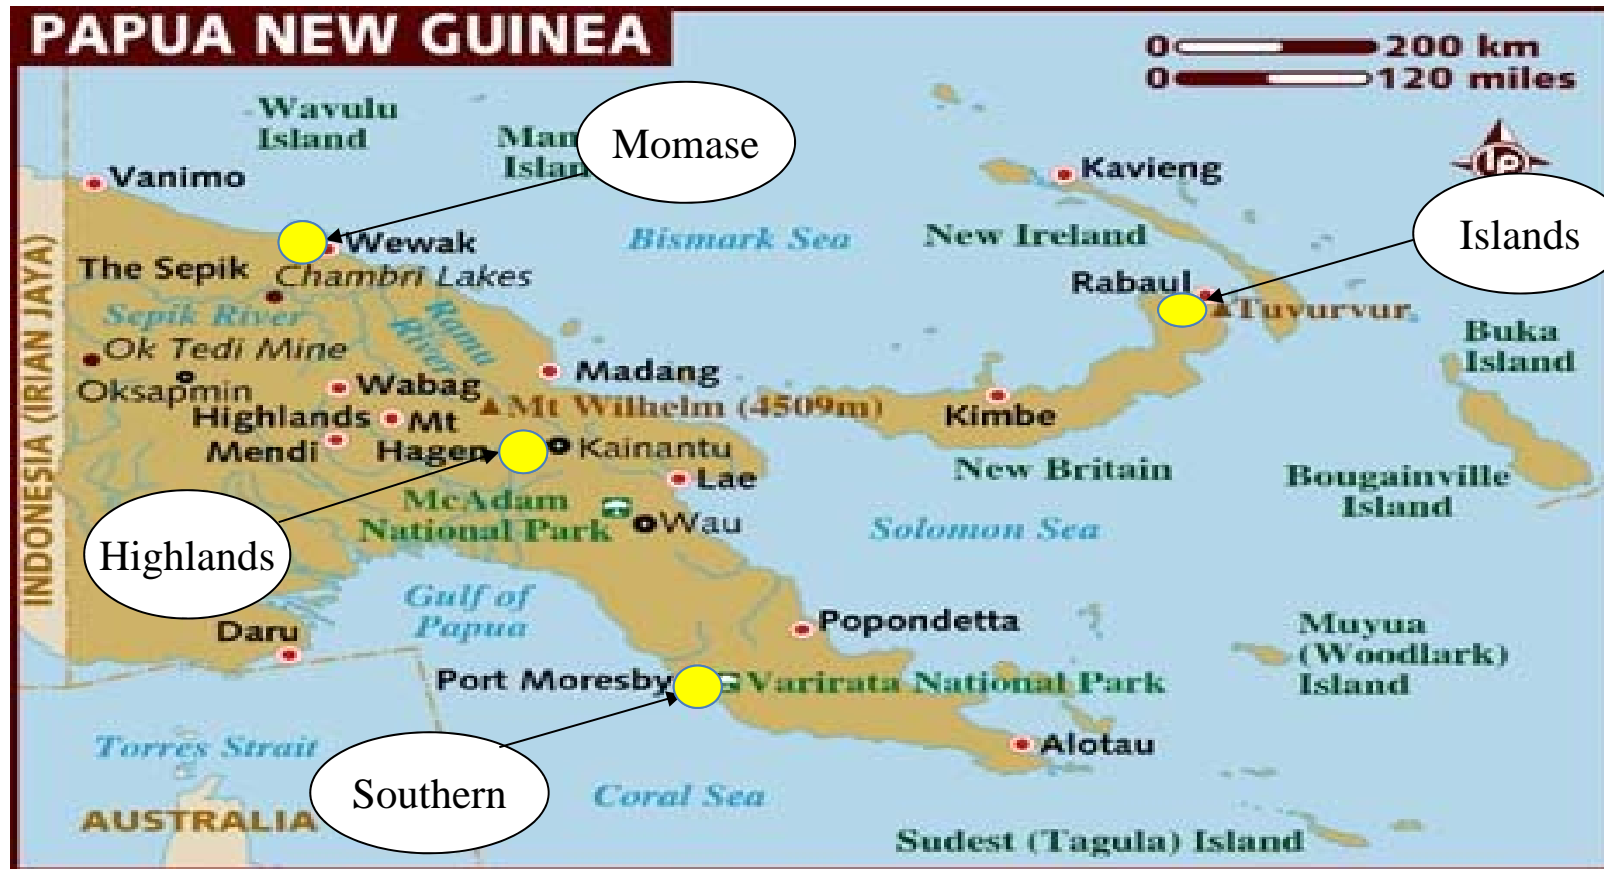 PAPUA NEW GUINEA
0 200 km
0 120 miles
Wavulu
Island
Momase
Vanimo
Kavieng
Islands
Wewak
Bismark Sea
New Ireland
The Sepik
Chambri Lakes
Rabaul
Tuvurvur
Sepik River
Ramu
River
Buka
Island
Ok Tedi Mine
Oksapmin
Wabag
Madang
Highlands
Mt
Hagen
Mt Wilhelm (4509m)
Kimbe
Mendi
Kainantu
Lae
New Britain
Bougainville
Island
McAdam
National Park
Wau
Solomon Sea
INDONESIA (IRIAN JAYA)
Highlands
Gulf of
Papua
Daru
Popondetta
Muyua
(Woodlark)
Island
Port Moresby
Varirata National Park
Torres Strait
Alotau
Southern
Coral Sea
AUSTRALIA
Sudest (Tagula) Island